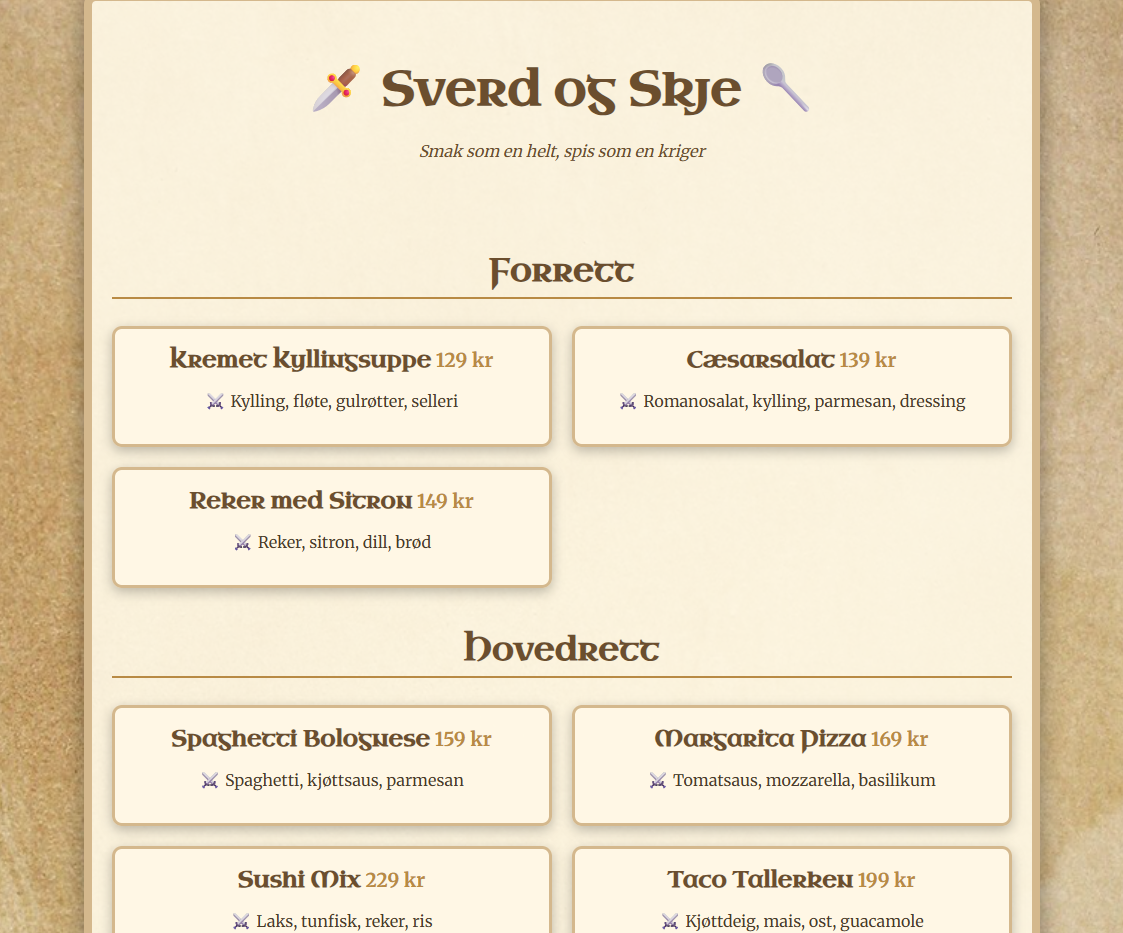 Sverd og Skje
Smak som en helt, spis som en kriger
Forrett
Kremet Kyllingsuppe 129 kr
Kylling, fløte, gulrøtter, selleri
Cæsarsalat 139 kr
Romanosalat, kylling, parmesan, dressing
Reker med Sitron 149 kr
Reker, sitron, dill, brød
Hovedrett
Spaghetti Bolognese 159 kr
Spaghetti, kjøttsaus, parmesan
Margarita Pizza 169 kr
Tomatsaus, mozzarella, basilikum
Sushi Mix 229 kr
Laks, tunfisk, reker, ris
Taco Tallerken 199 kr
Kjøttdeig, mais, ost, guacamole